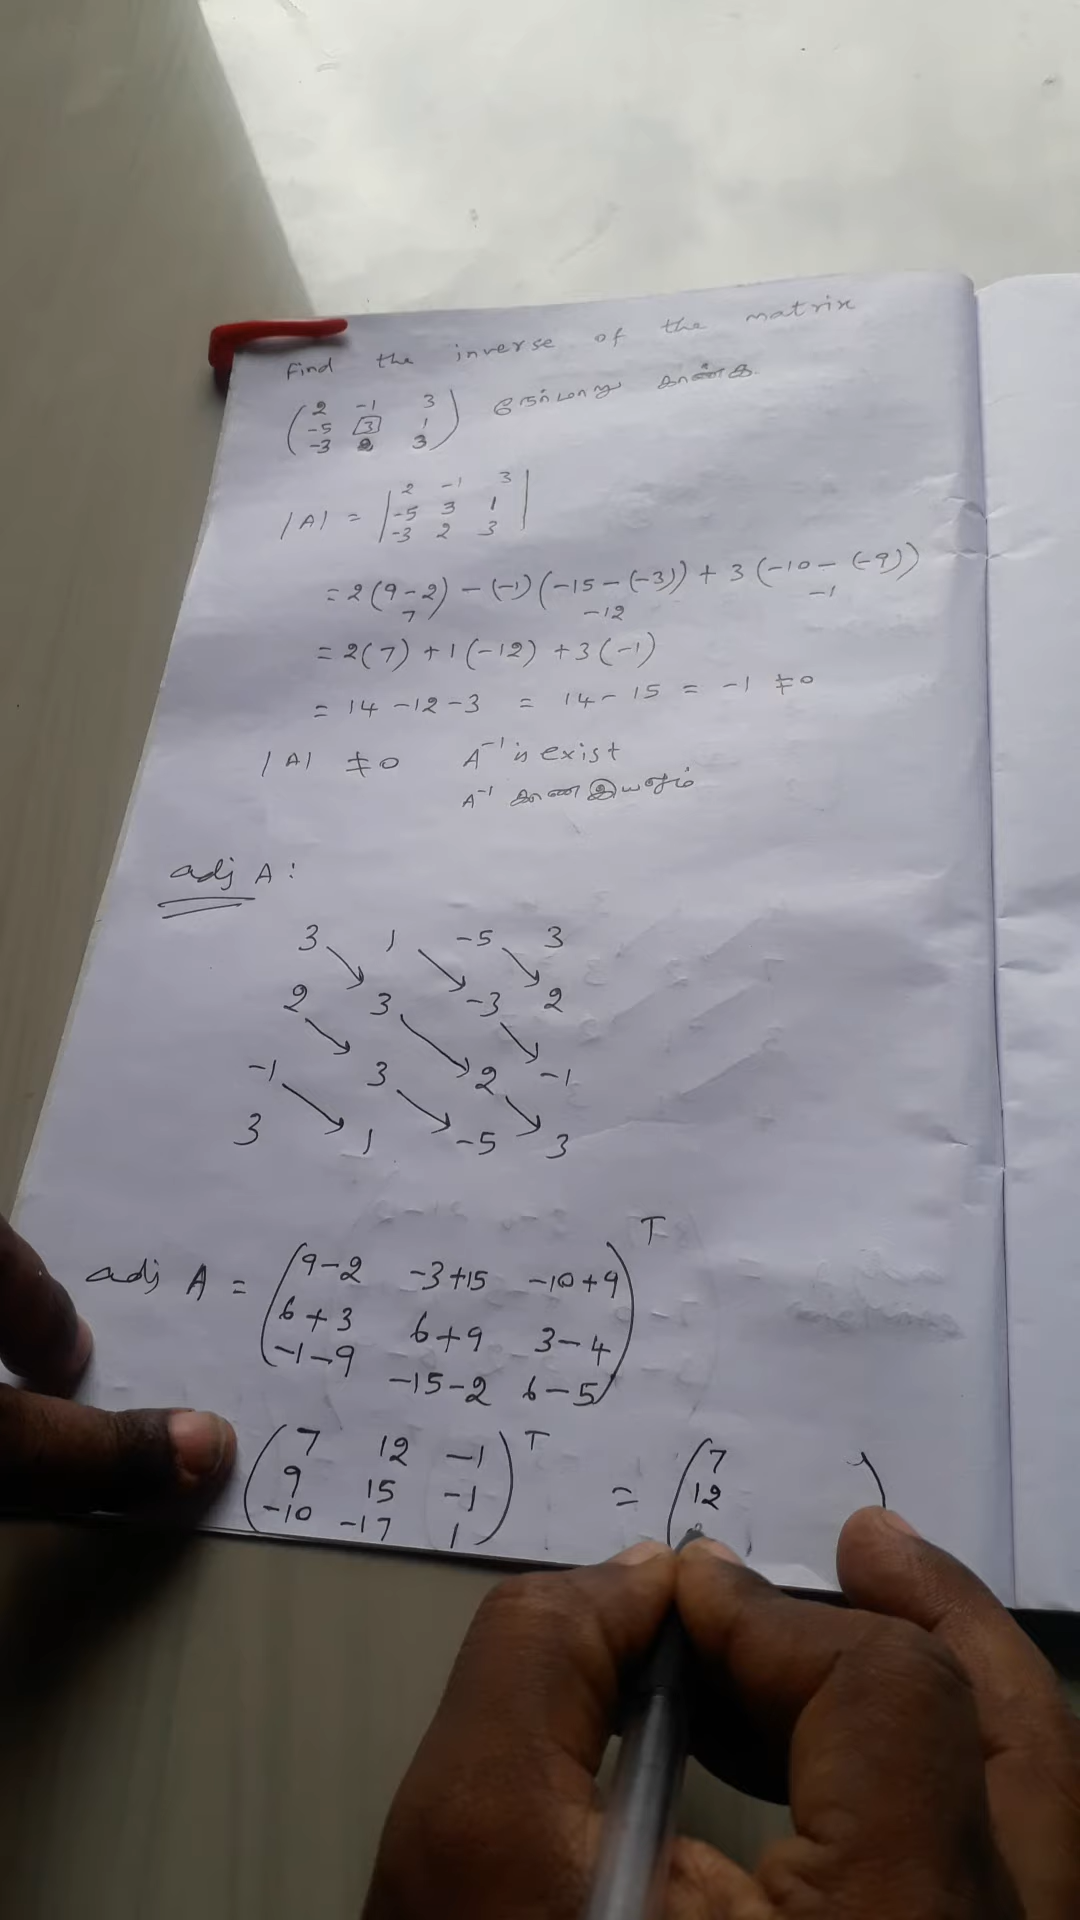 Find the inverse of the matrix
( 2 -1 3 நேர்மாறு காண்க.
-5 3 1
-3 2 3 )
|A| = | 2 -1 3
-5 3 1
-3 2 3 |
= 2(9-2) - (-1)(-15-(-3)) + 3(-10-(-9))
7 -12 -1
= 2(7) + 1(-12) + 3(-1)
= 14 -12 -3 = 14 - 15 = -1 ≠0
|A| ≠0 A⁻¹ is exist
A⁻¹ காண இயலும்
adj A:
3 1 -5 3
2 3 -3 2
-1 3 2 -1
3 1 -5 3
adj A = ( 9-2 -3+15 -10+9 )T
6+3 6+9 3-4
-1-9 -15-2 6-5
( 7 12 -1 )T = ( 7
9 15 -1 12
-10 -17 1 )